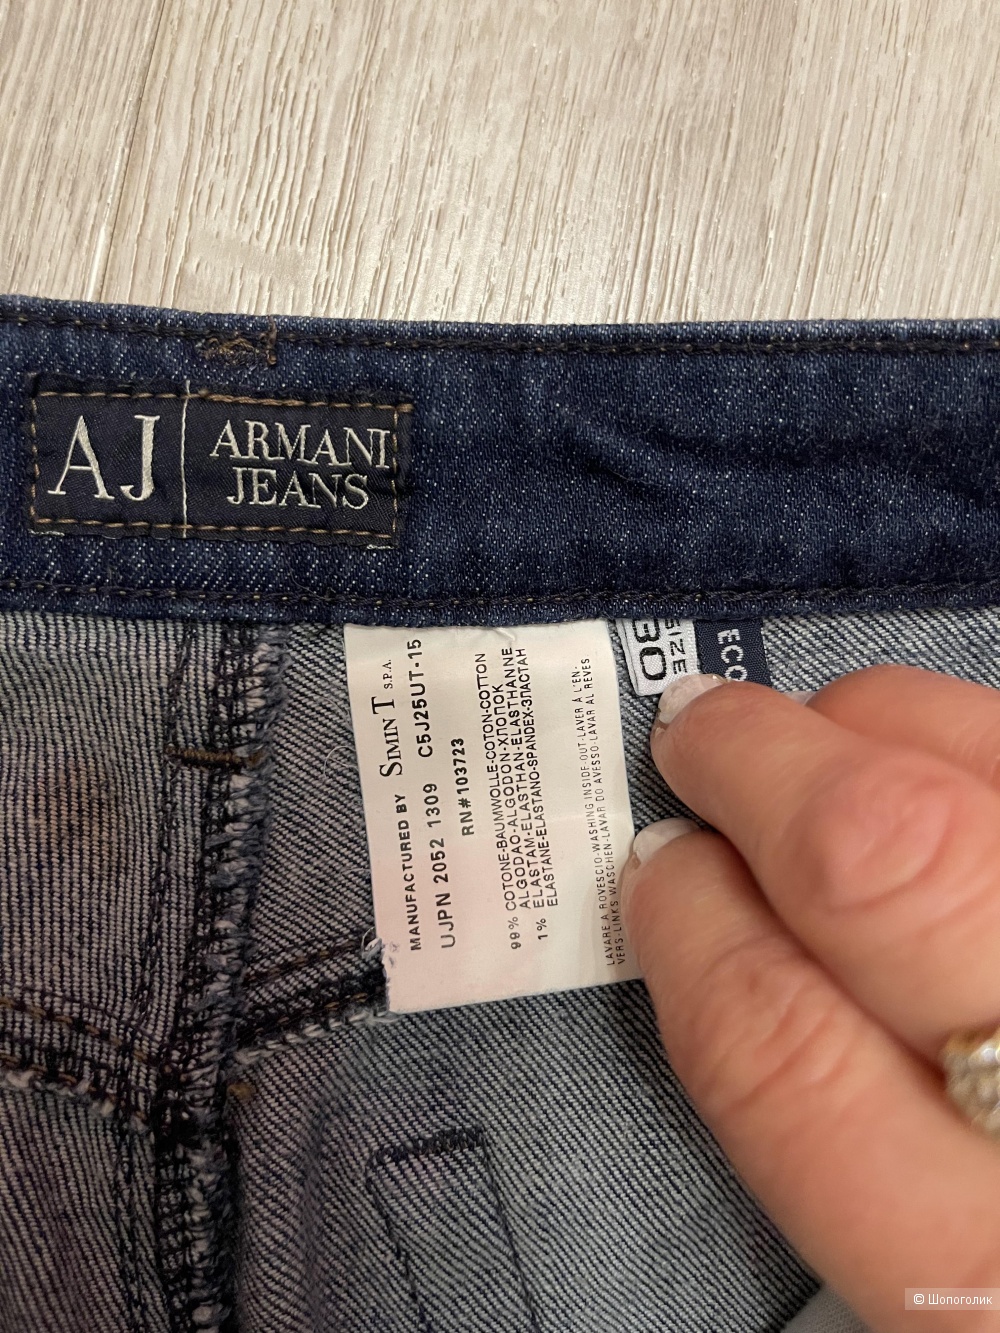 AJ
ARMANI
JEANS
MANUFACTURED BY SIMINT S.P.A.
UJPN 2052 1309 C5J25UT-15
RN#103723
99% COTONE-BAUMWOLLE-COTON-COTTON
ALGODAO-ALGODON-ХЛОПОК
1% ELASTAM-ELASTHAN-ELASTHANNE
ELASTANE-ELASTANO-SPANDEX-ЭЛАСТАН
LAVARE A ROVESCIO-WASHING INSIDE-OUT-LAVER À L'EN-
VERS-LINKS WASCHEN-LAVAR DO AVESSO-LAVAR AL REVES
30
SIZE
ECO
© Шопоголик